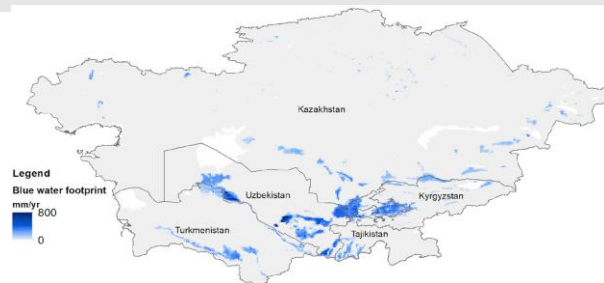 Kazakhstan
Legend
Blue water footprint
mm/yr
800
0
Uzbekistan
Kyrgyzstan
Turkmenistan
Tajikistan